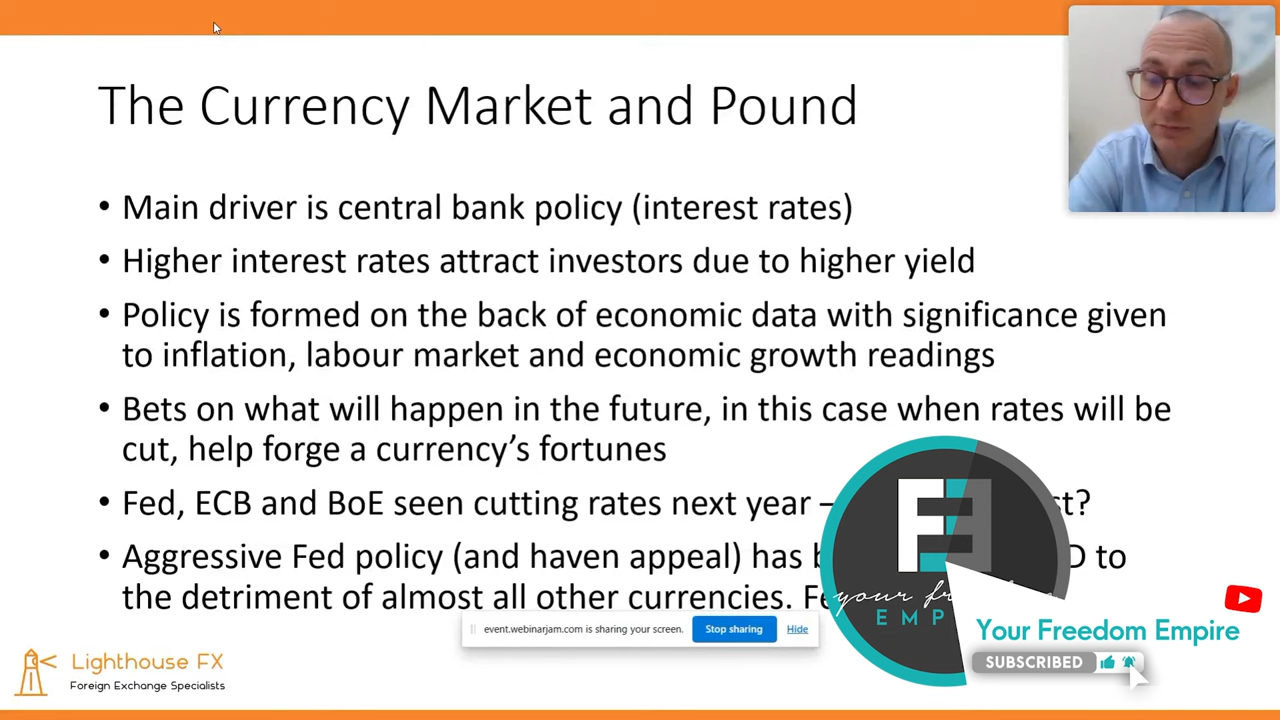 The Currency Market and Pound
• Main driver is central bank policy (interest rates)
• Higher interest rates attract investors due to higher yield
• Policy is formed on the back of economic data with significance given
to inflation, labour market and economic growth readings
• Bets on what will happen in the future, in this case when rates will be
cut, help forge a currency’s fortunes
• Fed, ECB and BoE seen cutting rates next year –
• Aggressive Fed policy (and haven appeal) has to
the detriment of almost all other currencies.
event.webinarjam.com is sharing your screen.
Stop sharing
Hide
FE
Your Freedom Empire
SUBSCRIBED
Lighthouse FX
Foreign Exchange Specialists